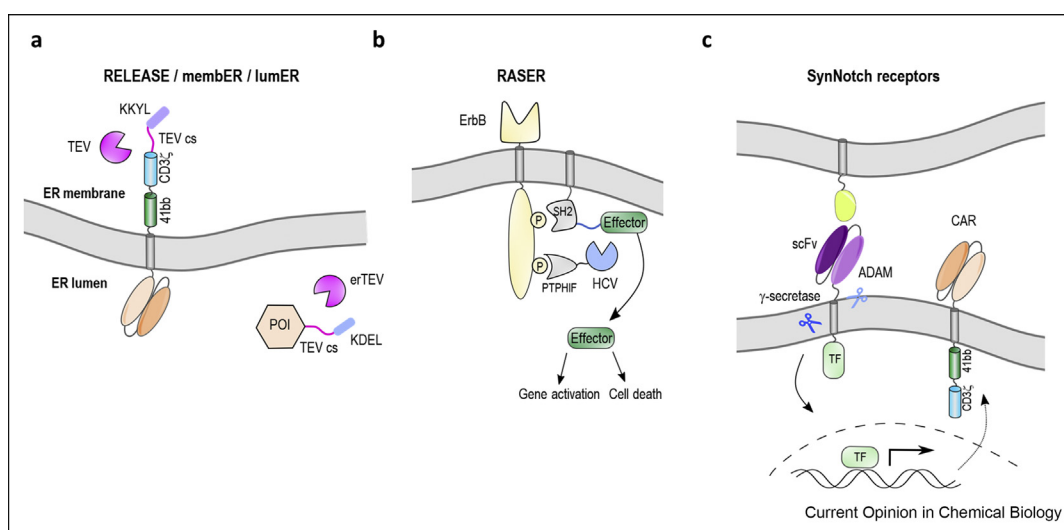 a
RELEASE / membER / lumER
KKYL
TEV
TEV cs
CD3ζ
ER membrane
41bb
ER lumen
erTEV
POI
TEV cs
KDEL
b
RASER
ErbB
P
SH2
Effector
P
PTPHIF
HCV
Effector
Gene activation
Cell death
c
SynNotch receptors
scFv
CAR
ADAM
γ-secretase
TF
41bb
CD3ζ
TF
Current Opinion in Chemical Biology